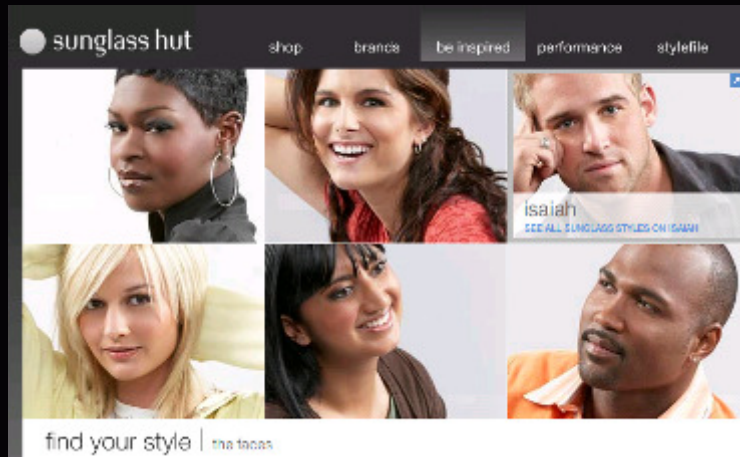 sunglass hut
shop brands be inspired performance stylefile
isaiah
SEE ALL SUNGLASS STYLES ON ISAIAH
find your style | the faces